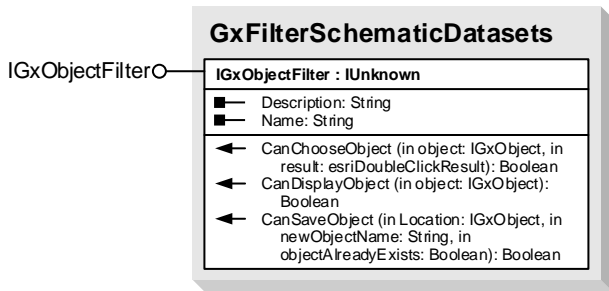 GxFilterSchematicDatasets
IGxObjectFilter
IGxObjectFilter : IUnknown
Description: String
Name: String
CanChooseObject (in object: IGxObject, in
result: esriDoubleClickResult): Boolean
CanDisplayObject (in object: IGxObject):
Boolean
CanSaveObject (in Location: IGxObject, in
newObjectName: String, in
objectAlreadyExists: Boolean): Boolean